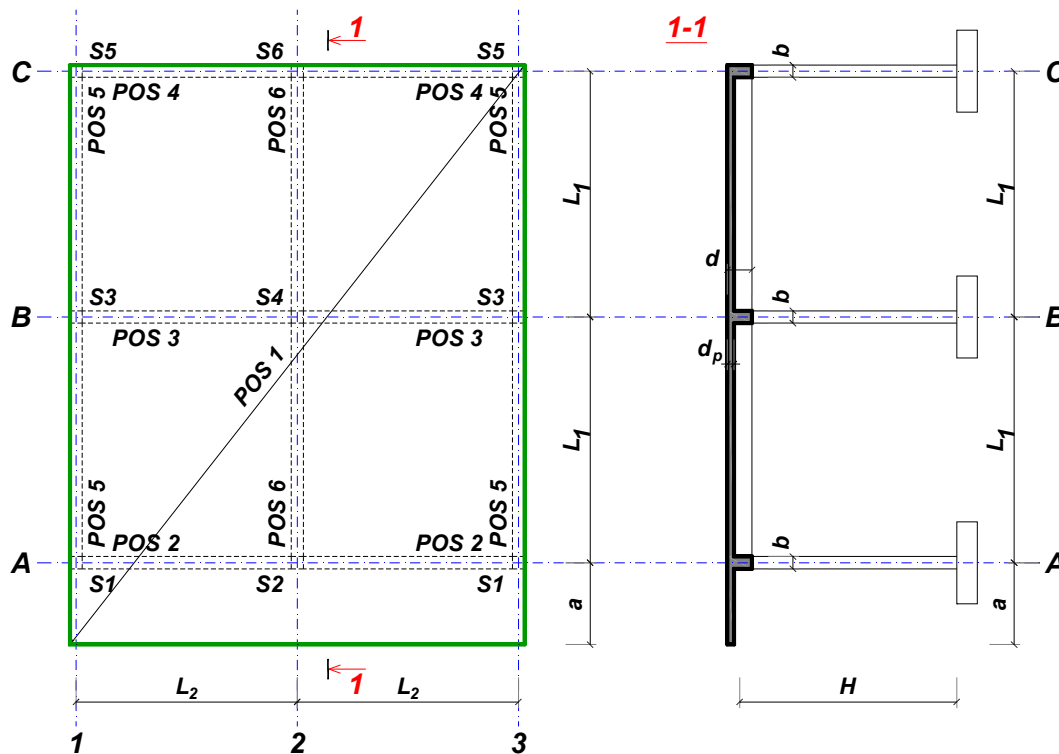 1
1-1
S5 S6 S5
C
C
POS 4 POS 4
POS 5
POS 6
POS 5
b
L1
L1
d
b
S3 S4 S3
B
B
POS 3 POS 3
dp
POS 1
L1
L1
POS 5
POS 6
POS 5
POS 2 POS 2
b
A
A
S1 S2 S1
a
a
1
L2 L2
H
1 2 3